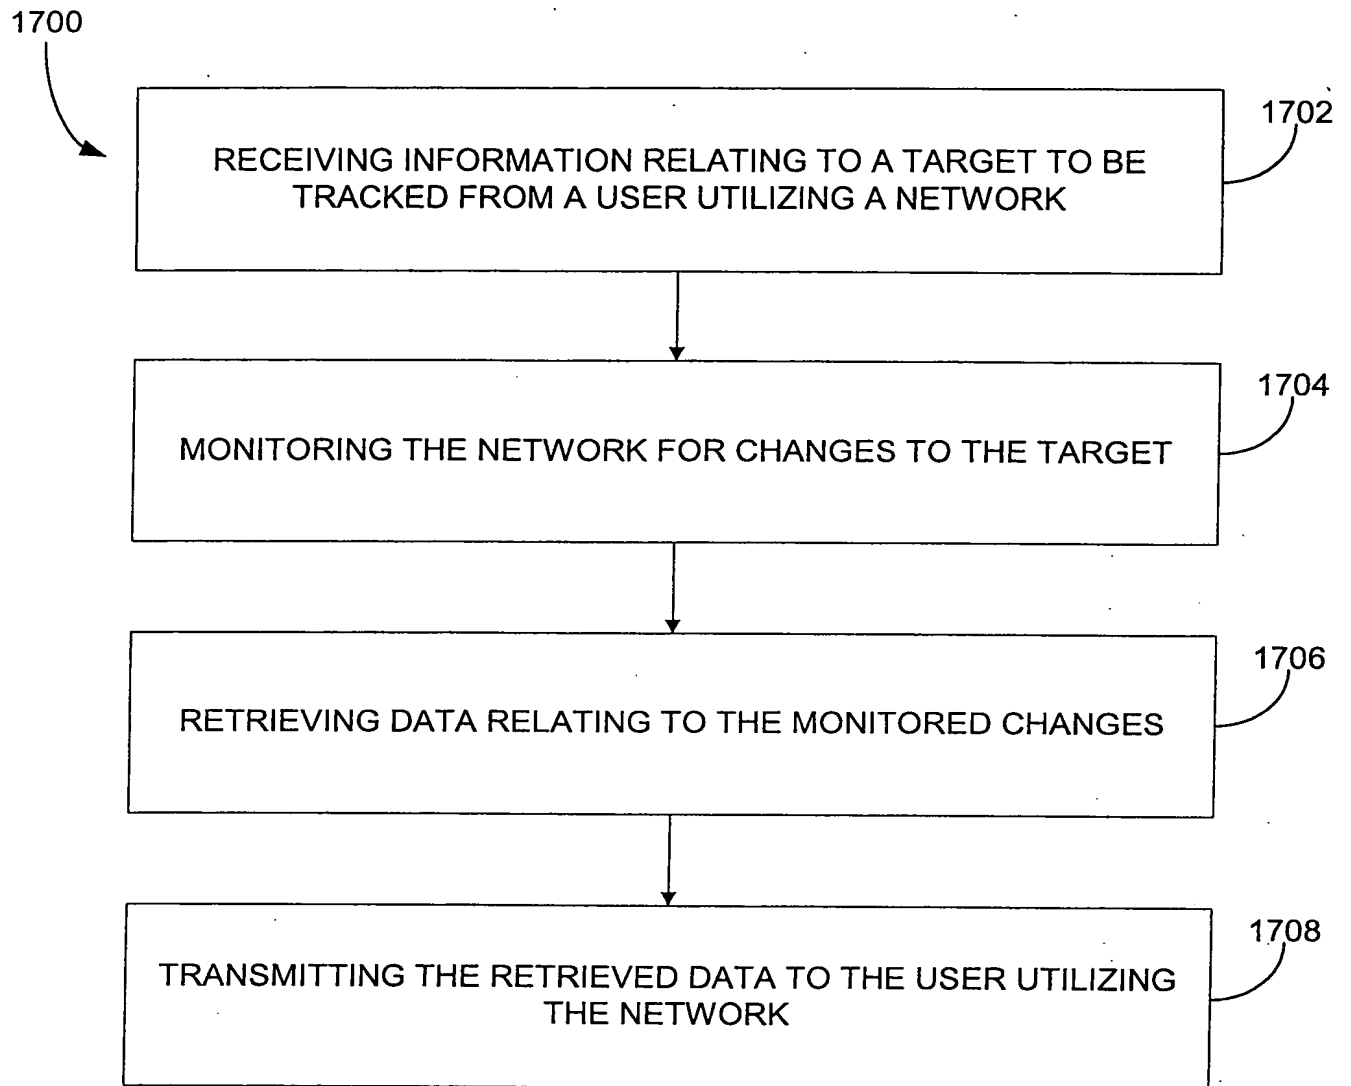 1700
1702
RECEIVING INFORMATION RELATING TO A TARGET TO BE
TRACKED FROM A USER UTILIZING A NETWORK
1704
MONITORING THE NETWORK FOR CHANGES TO THE TARGET
1706
RETRIEVING DATA RELATING TO THE MONITORED CHANGES
1708
TRANSMITTING THE RETRIEVED DATA TO THE USER UTILIZING
THE NETWORK